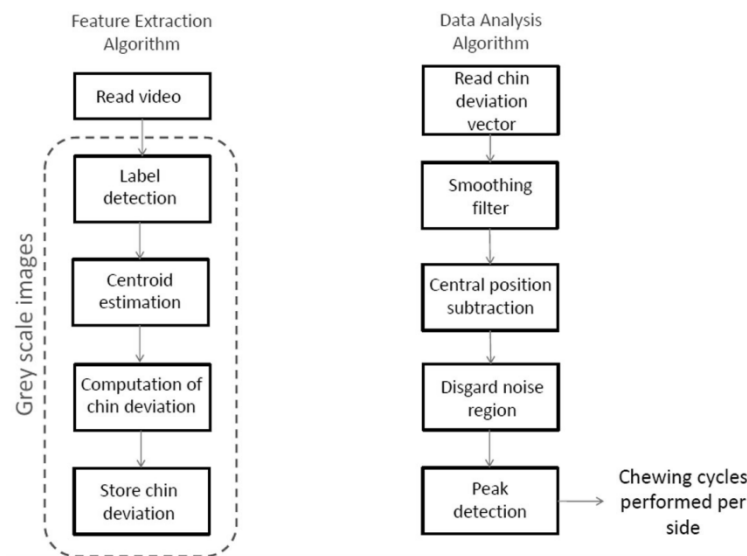 Feature Extraction
Algorithm
Read video
Label
detection
Centroid
estimation
Computation of
chin deviation
Store chin
deviation
Grey scale images
Data Analysis
Algorithm
Read chin
deviation
vector
Smoothing
filter
Central position
subtraction
Disgard noise
region
Peak
detection
Chewing cycles
performed per
side